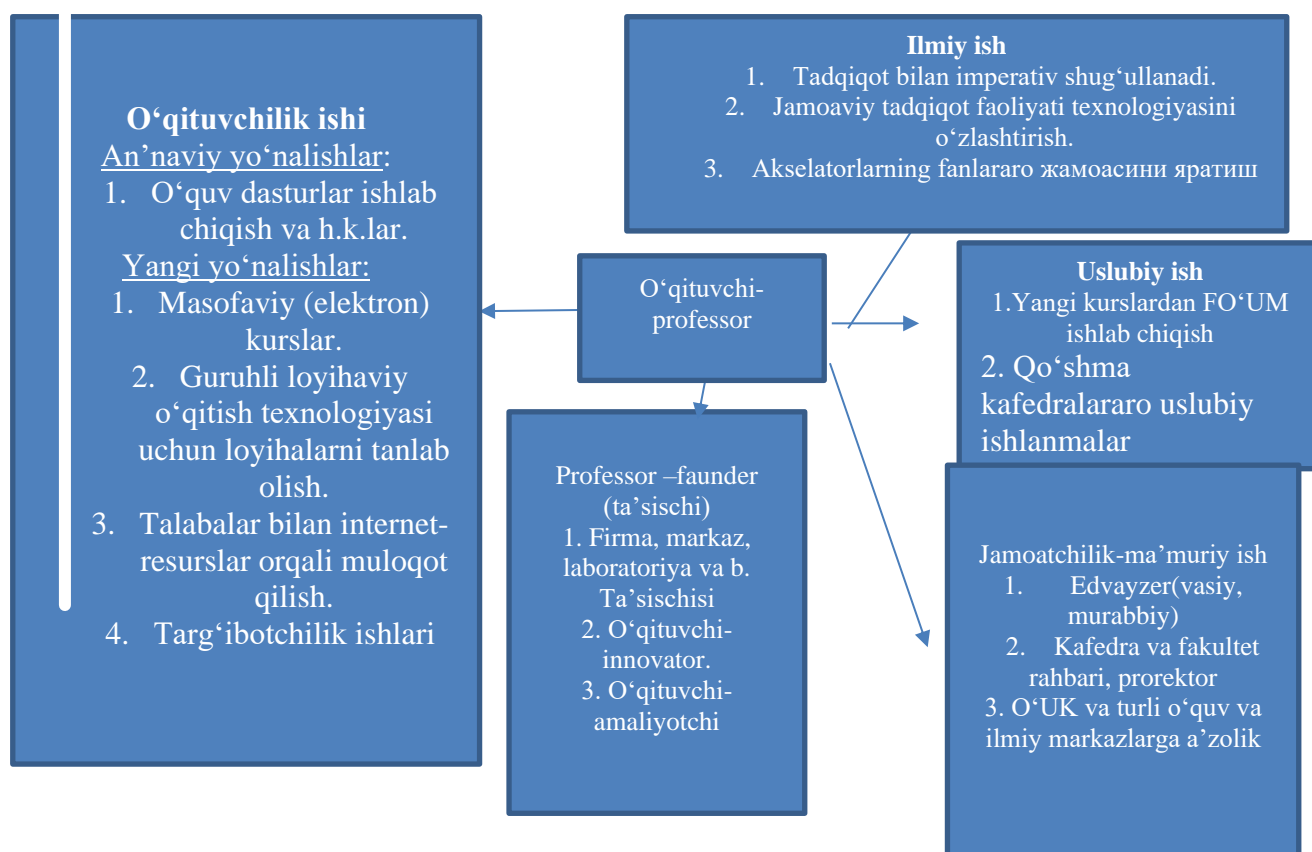 O‘qituvchilik ishi
An’naviy yo‘nalishlar:
1. O‘quv dasturlar ishlab
chiqish va h.k.lar.
Yangi yo‘nalishlar:
1. Masofaviy (elektron)
kurslar.
2. Guruhli loyihaviy
o‘qitish texnologiyasi
uchun loyihalarni tanlab
olish.
3. Talabalar bilan internet-
resurslar orqali muloqot
qilish.
4. Targ‘ibotchilik ishlari
Ilmiy ish
1. Tadqiqot bilan imperativ shug‘ullanadi.
2. Jamoaviy tadqiqot faoliyati texnologiyasini
o‘zlashtirish.
3. Akselatorlarning fanlararo жамоасини яратиш
O‘qituvchi-
professor
Uslubiy ish
1.Yangi kurslardan FO‘UM
ishlab chiqish
2. Qo‘shma
kafedralararo uslubiy
ishlanmalar
Professor –faunder
(ta’sischi)
1. Firma, markaz,
laboratoriya va b.
Ta’sischisi
2. O‘qituvchi-
innovator.
3. O‘qituvchi-
amaliyotchi
Jamoatchilik-ma’muriy ish
1. Edvayzer(vasiy,
murabbiy)
2. Kafedra va fakultet
rahbari, prorektor
3. O‘UK va turli o‘quv va
ilmiy markazlarga a’zolik